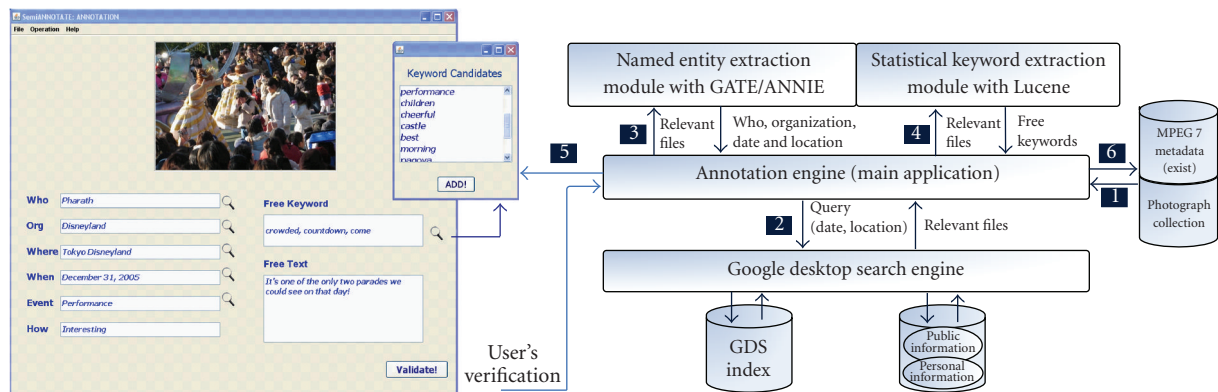 SemiANNOTATE: ANNOTATION
File Operation Help
Keyword Candidates
performance
children
cheerful
castle
best
morning
nagoya
ADD!
Who Pharath
Org Disneyland
Where Tokyo Disneyland
When December 31, 2005
Event Performance
How Interesting
Free Keyword
crowded, countdown, come
Free Text
It's one of the only two parades we
could see on that day!
Validate!
User's
verification
Named entity extraction
module with GATE/ANNIE
Statistical keyword extraction
module with Lucene
3
Relevant
files
Who, organization,
date and location
4
Relevant
files
Free
keywords
5
Annotation engine (main application)
6
1
MPEG 7
metadata
(exist)
Photograph
collection
2
Query
(date, location)
Relevant files
Google desktop search engine
GDS
index
Public
information
Personal
information